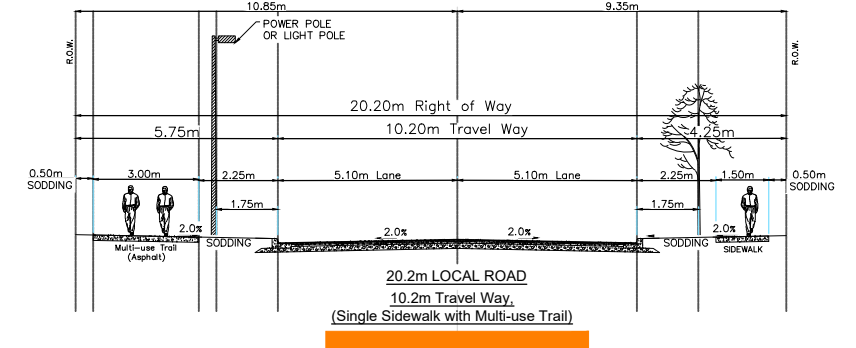 10.85m
9.35m
POWER POLE
OR LIGHT POLE
R.O.W.
R.O.W.
20.20m Right of Way
5.75m
10.20m Travel Way
4.25m
0.50m
SODDING
3.00m
2.25m
5.10m Lane
5.10m Lane
2.25m
1.50m
0.50m
SODDING
1.75m
1.75m
2.0%
2.0%
2.0%
2.0%
Multi-use Trail
(Asphalt)
SODDING
SODDING
SIDEWALK
20.2m LOCAL ROAD
10.2m Travel Way,
(Single Sidewalk with Multi-use Trail)